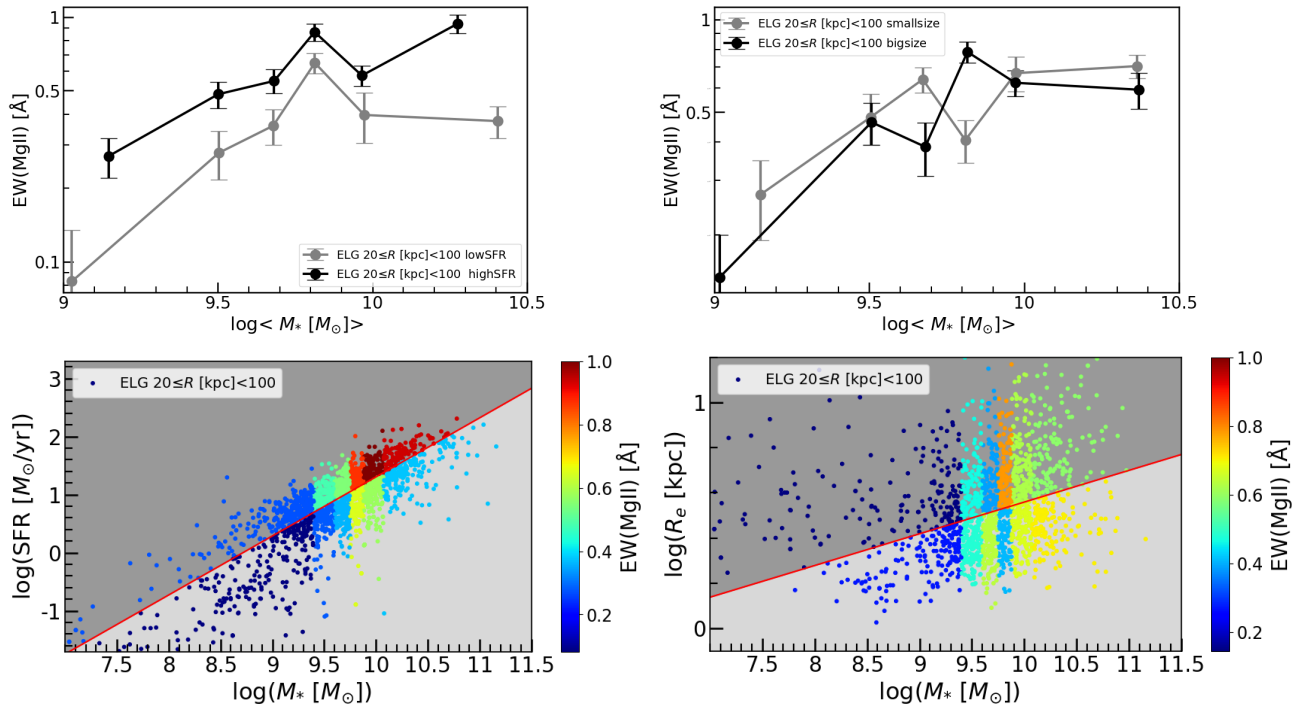 1
0.5
0.1
EW(MgII) [Å]
ELG 20≤R [kpc]<100 lowSFR
ELG 20≤R [kpc]<100 highSFR
9 9.5 10 10.5
log< M* [M⊙]>
1
0.5
EW(MgII) [Å]
ELG 20≤R [kpc]<100 smallsize
ELG 20≤R [kpc]<100 bigsize
9 9.5 10 10.5
log< M* [M⊙]>
3
2
1
0
-1
log(SFR [M⊙/yr])
ELG 20≤R [kpc]<100
7.5 8 8.5 9 9.5 10 10.5 11 11.5
log(M* [M⊙])
1.0
0.8
0.6
0.4
0.2
EW(MgII) [Å]
1
0
log(Re [kpc])
ELG 20≤R [kpc]<100
7.5 8 8.5 9 9.5 10 10.5 11 11.5
log(M* [M⊙])
1.0
0.8
0.6
0.4
0.2
EW(MgII) [Å]